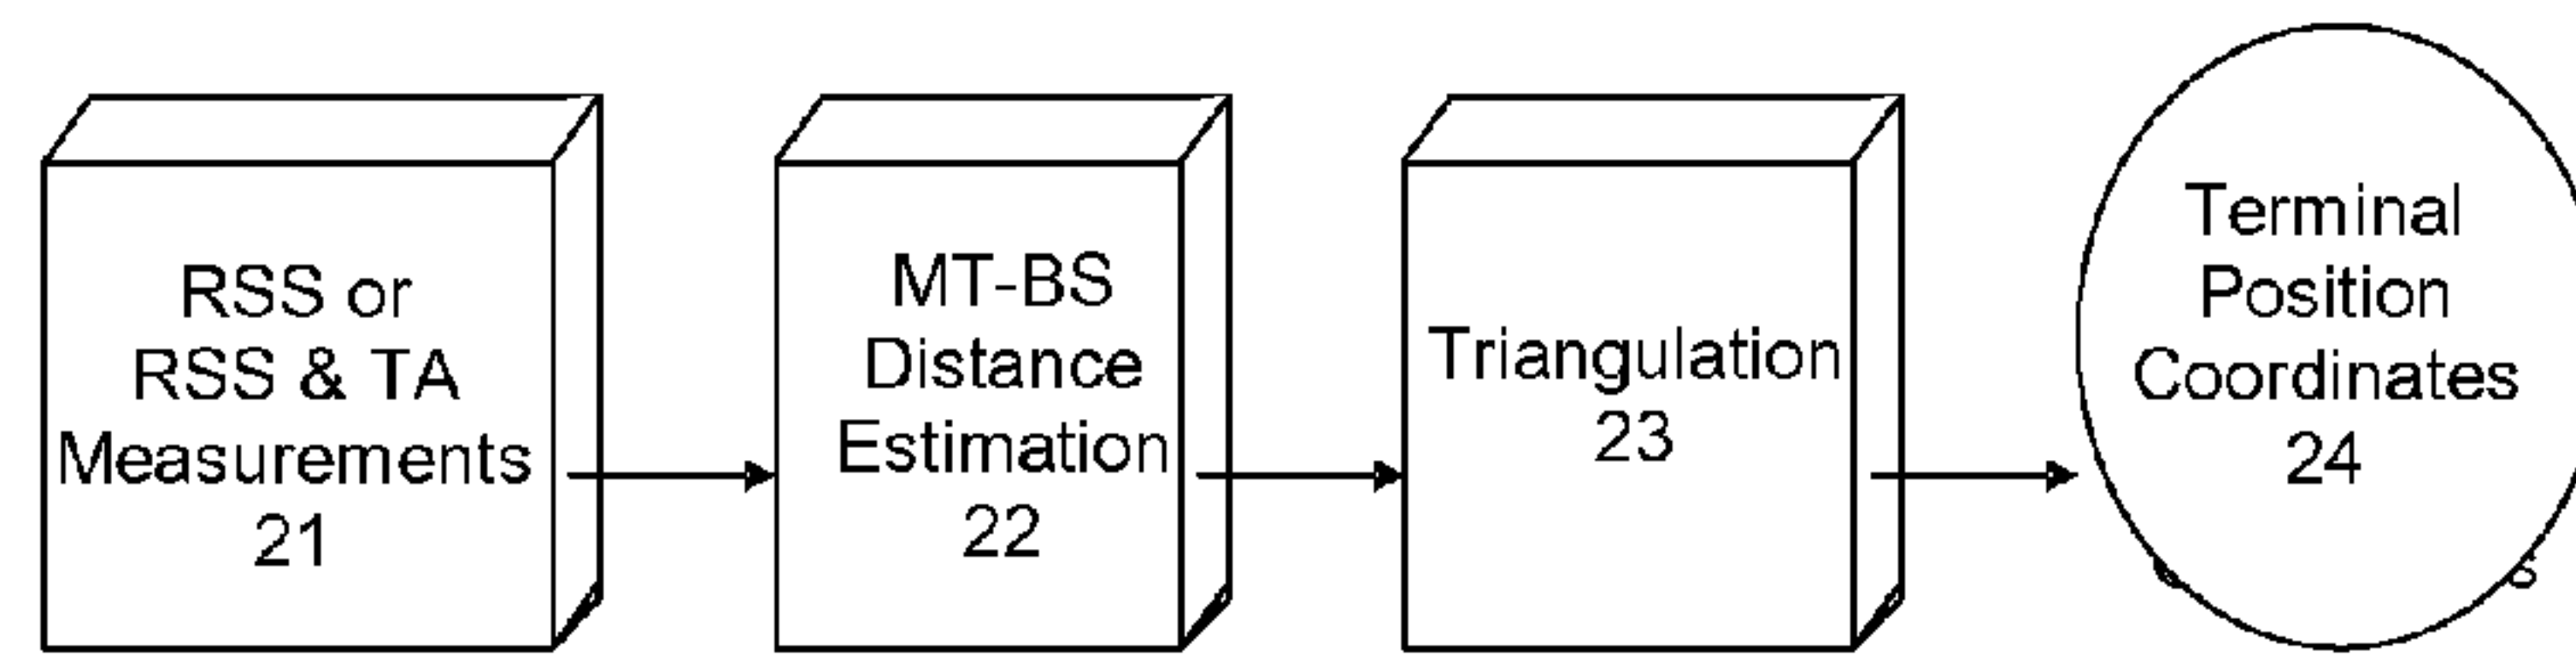 RSS or
RSS & TA
Measurements
21
MT-BS
Distance
Estimation
22
Triangulation
23
Terminal
Position
Coordinates
24